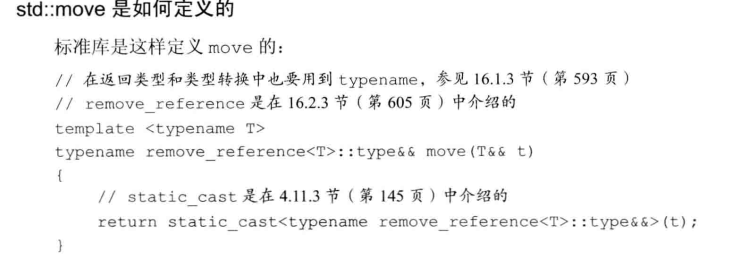 std::move 是如何定义的
标准库是这样定义 move 的：
// 在返回类型和类型转换中也要用到 typename，参见 16.1.3 节（第 593 页）
// remove_reference 是在 16.2.3 节（第 605 页）中介绍的
template <typename T>
typename remove_reference<T>::type&& move(T&& t)
{
    // static_cast 是在 4.11.3 节（第 145 页）中介绍的
    return static_cast<typename remove_reference<T>::type&&>(t);
}